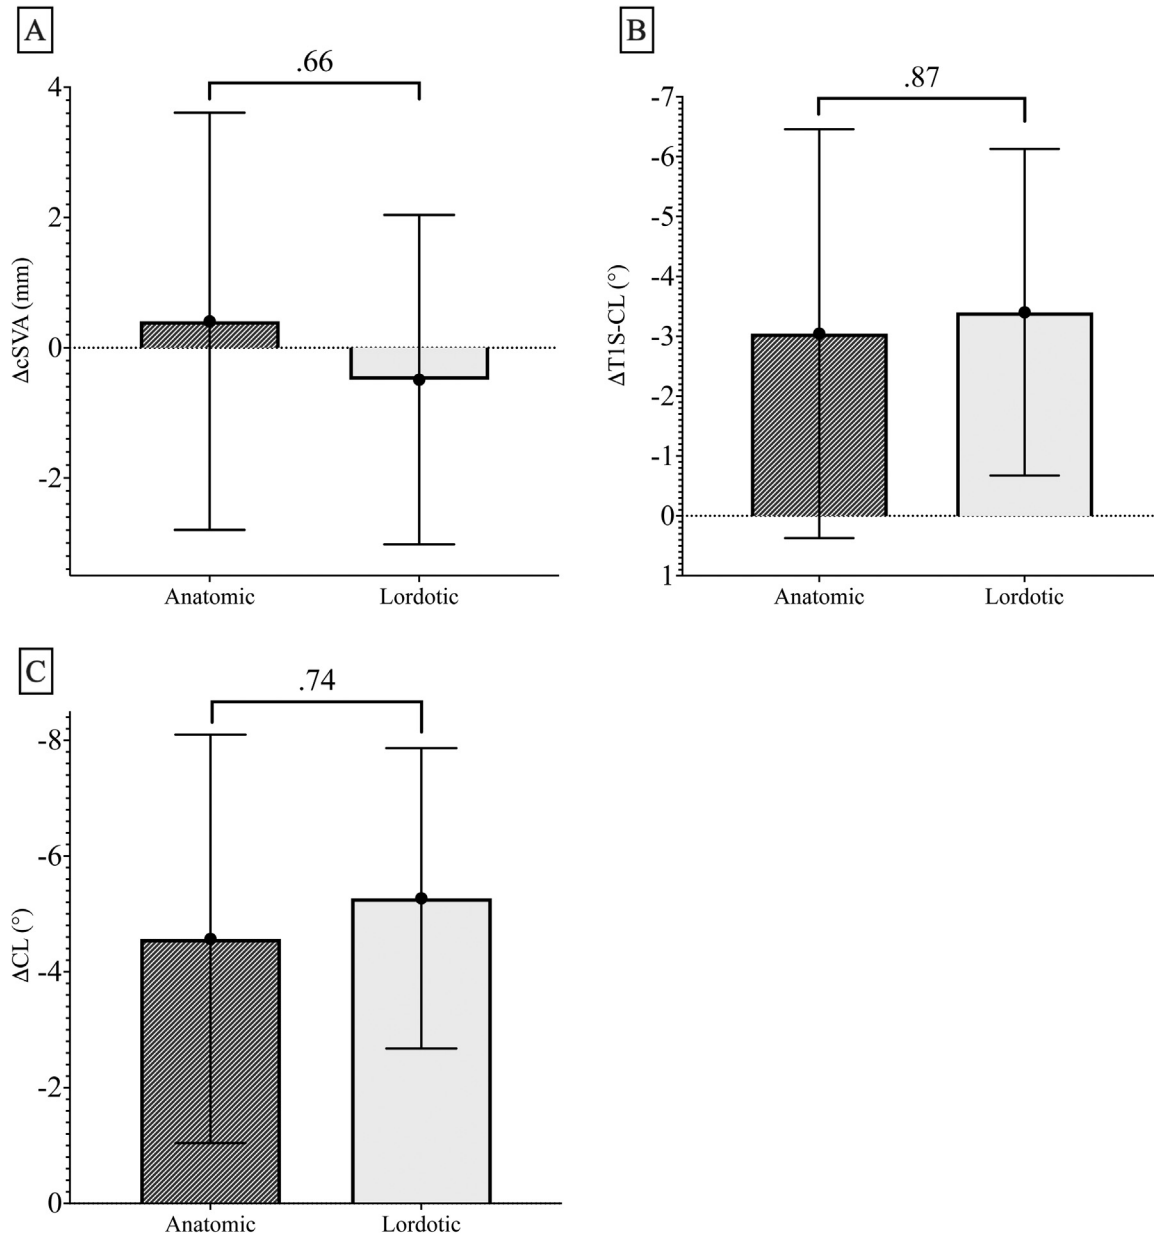 A
.66
4
2
0
-2
ΔcSVA (mm)
Anatomic
Lordotic
B
.87
-7
-6
-5
-4
-3
-2
-1
0
1
ΔT1S-CL (°)
Anatomic
Lordotic
C
.74
-8
-6
-4
-2
0
ΔCL (°)
Anatomic
Lordotic